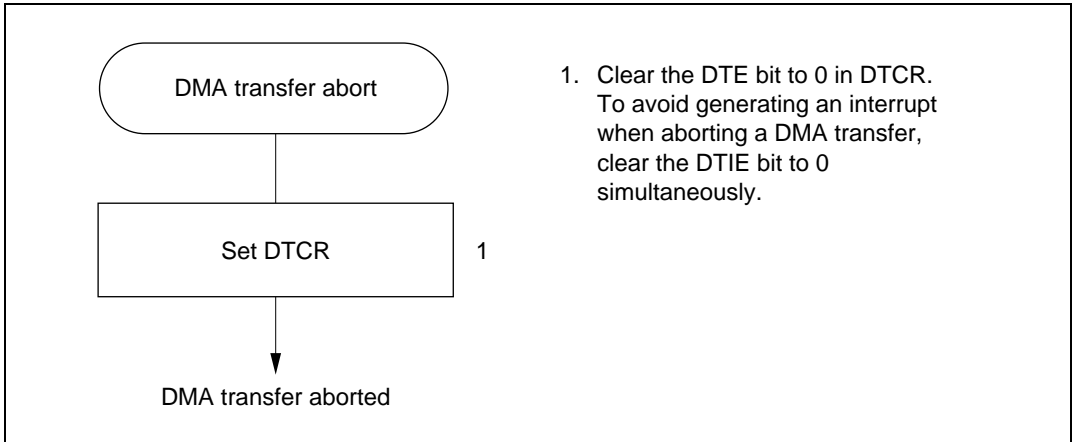 DMA transfer abort
Set DTCR
1
DMA transfer aborted
1. Clear the DTE bit to 0 in DTCR.
To avoid generating an interrupt
when aborting a DMA transfer,
clear the DTIE bit to 0
simultaneously.